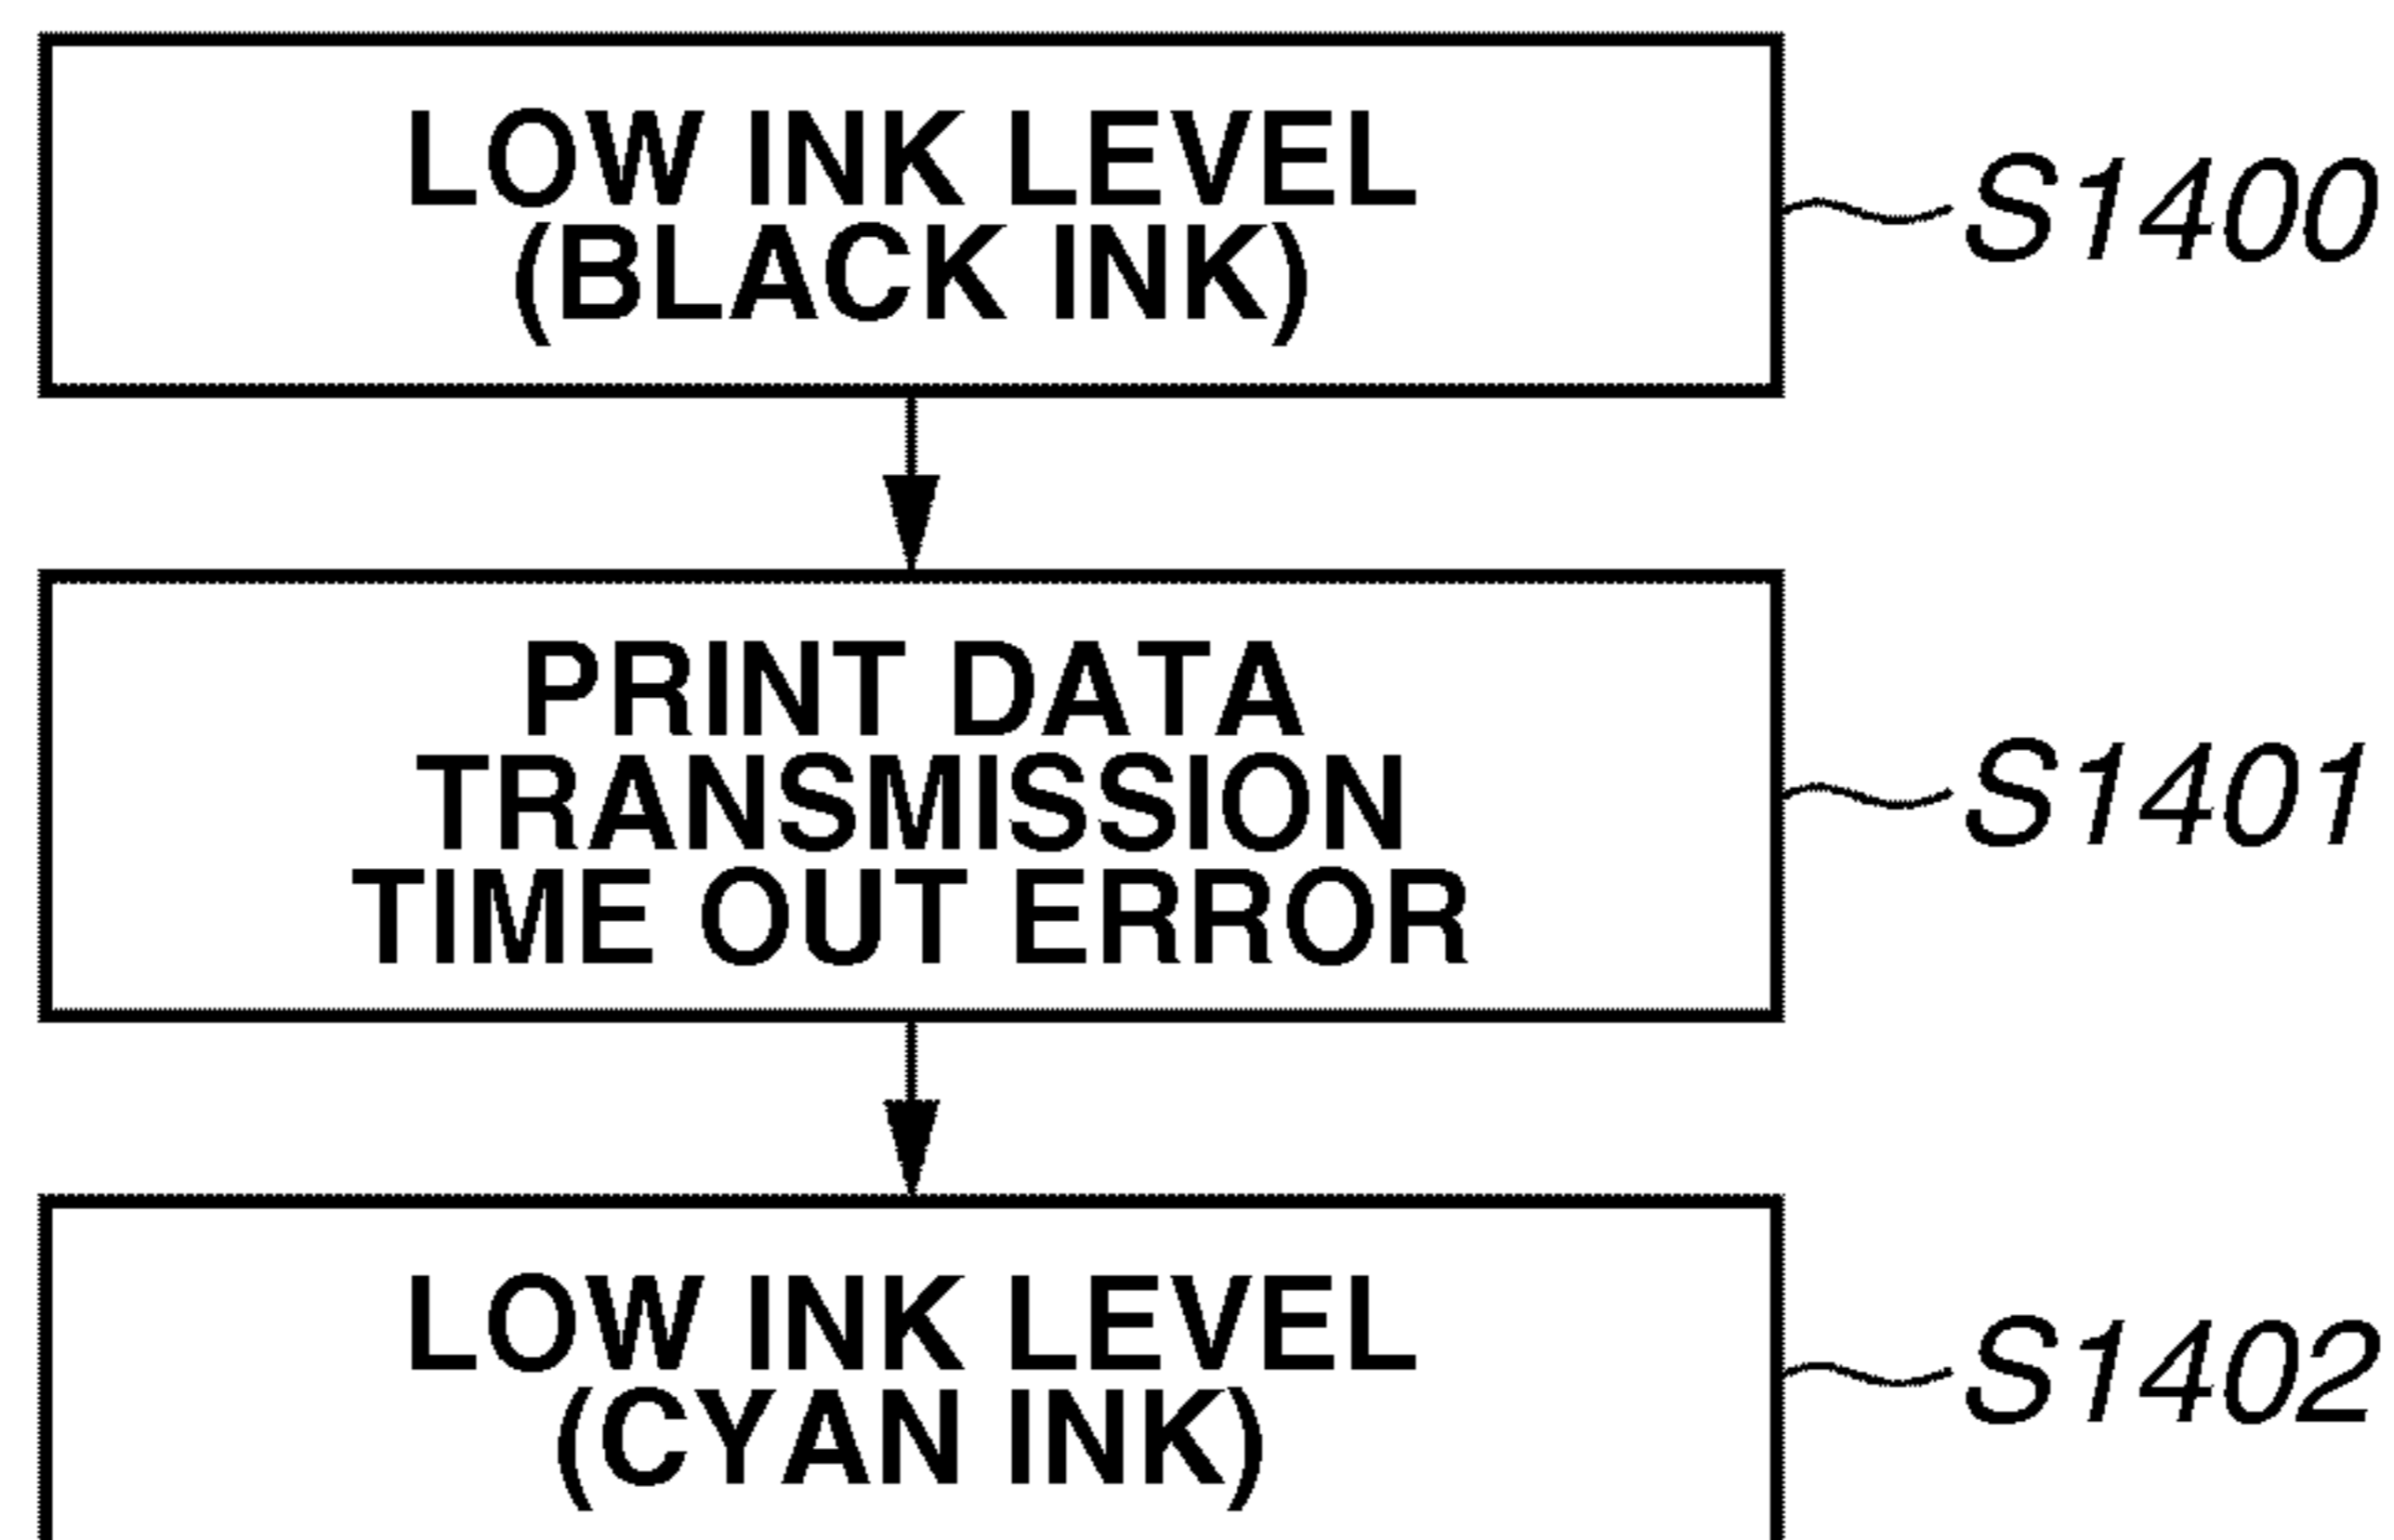 LOW INK LEVEL
(BLACK INK)
S1400
PRINT DATA
TRANSMISSION
TIME OUT ERROR
S1401
LOW INK LEVEL
(CYAN INK)
S1402